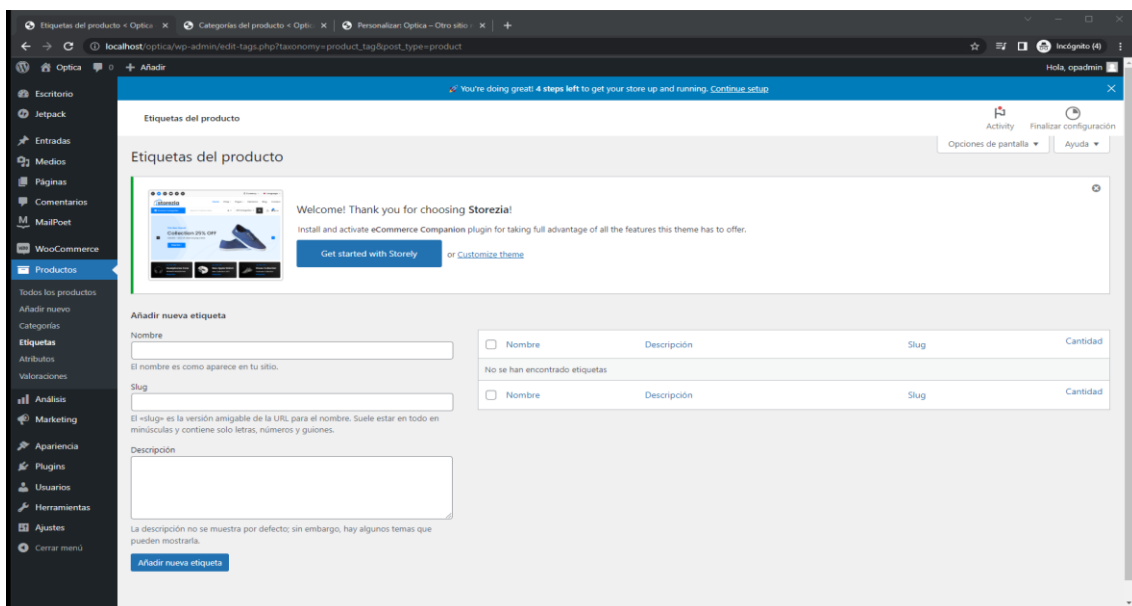 Etiquetas del producto < Optica
Categorías del producto < Optic
Personalizar: Optica – Otro sitio
localhost/optica/wp-admin/edit-tags.php?taxonomy=product_tag&post_type=product
Incógnito (4)
Optica
0
Añadir
Hola, opadmin
You're doing great! 4 steps left to get your store up and running. Continue setup
Escritorio
Jetpack
Entradas
Medios
Páginas
Comentarios
MailPoet
WooCommerce
Productos
Todos los productos
Añadir nuevo
Categorías
Etiquetas
Atributos
Valoraciones
Análisis
Marketing
Apariencia
Plugins
Usuarios
Herramientas
Ajustes
Cerrar menú
Etiquetas del producto
Activity
Finalizar configuración
Opciones de pantalla
Ayuda
Etiquetas del producto
Collection 25% OFF
Welcome! Thank you for choosing Storezia!
Install and activate eCommerce Companion plugin for taking full advantage of all the features this theme has to offer.
Get started with Storely
or Customize theme
Añadir nueva etiqueta
Nombre
El nombre es como aparece en tu sitio.
Slug
El «slug» es la versión amigable de la URL para el nombre. Suele estar en todo en
minúsculas y contiene solo letras, números y guiones.
Descripción
La descripción no se muestra por defecto; sin embargo, hay algunos temas que
pueden mostrarla.
Añadir nueva etiqueta
Nombre Descripción Slug Cantidad
No se han encontrado etiquetas
Nombre Descripción Slug Cantidad